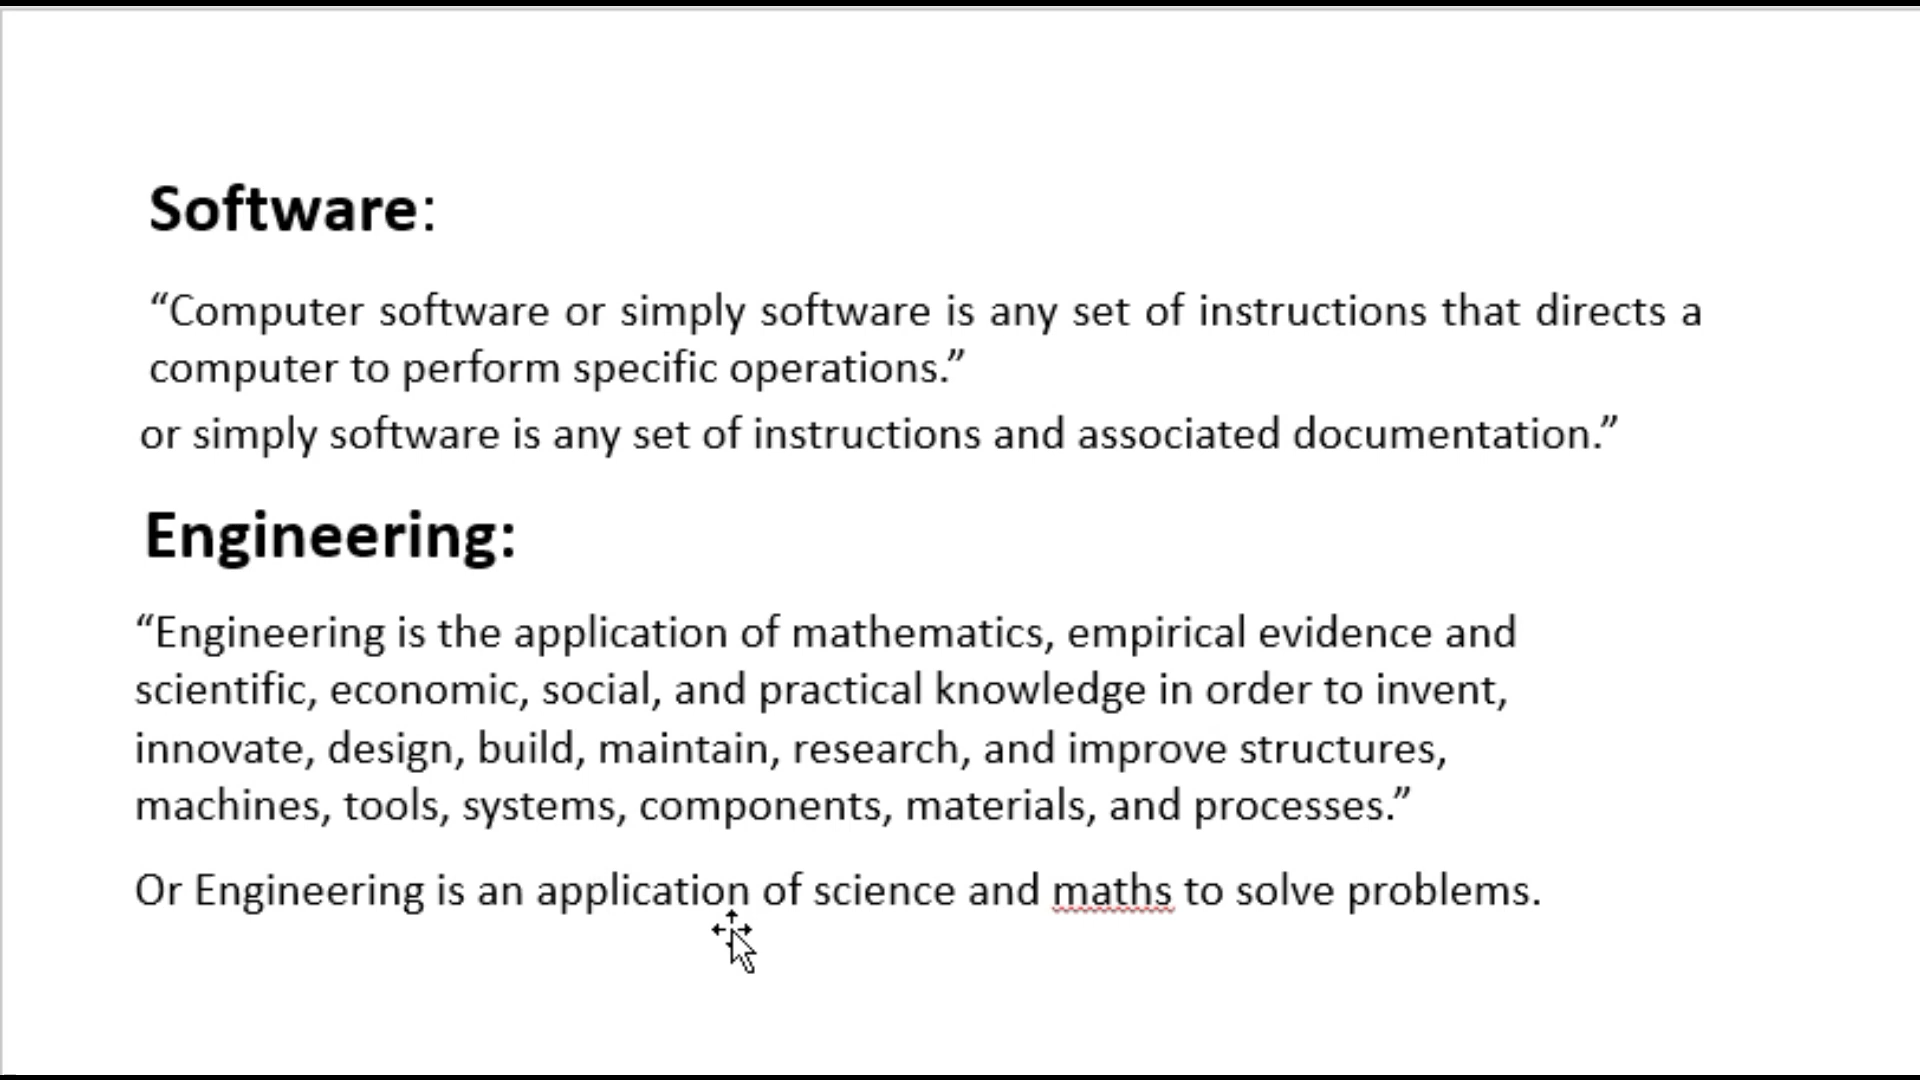 Software:
“Computer software or simply software is any set of instructions that directs a
computer to perform specific operations.”
or simply software is any set of instructions and associated documentation.”
Engineering:
“Engineering is the application of mathematics, empirical evidence and
scientific, economic, social, and practical knowledge in order to invent,
innovate, design, build, maintain, research, and improve structures,
machines, tools, systems, components, materials, and processes.”
Or Engineering is an application of science and maths to solve problems.